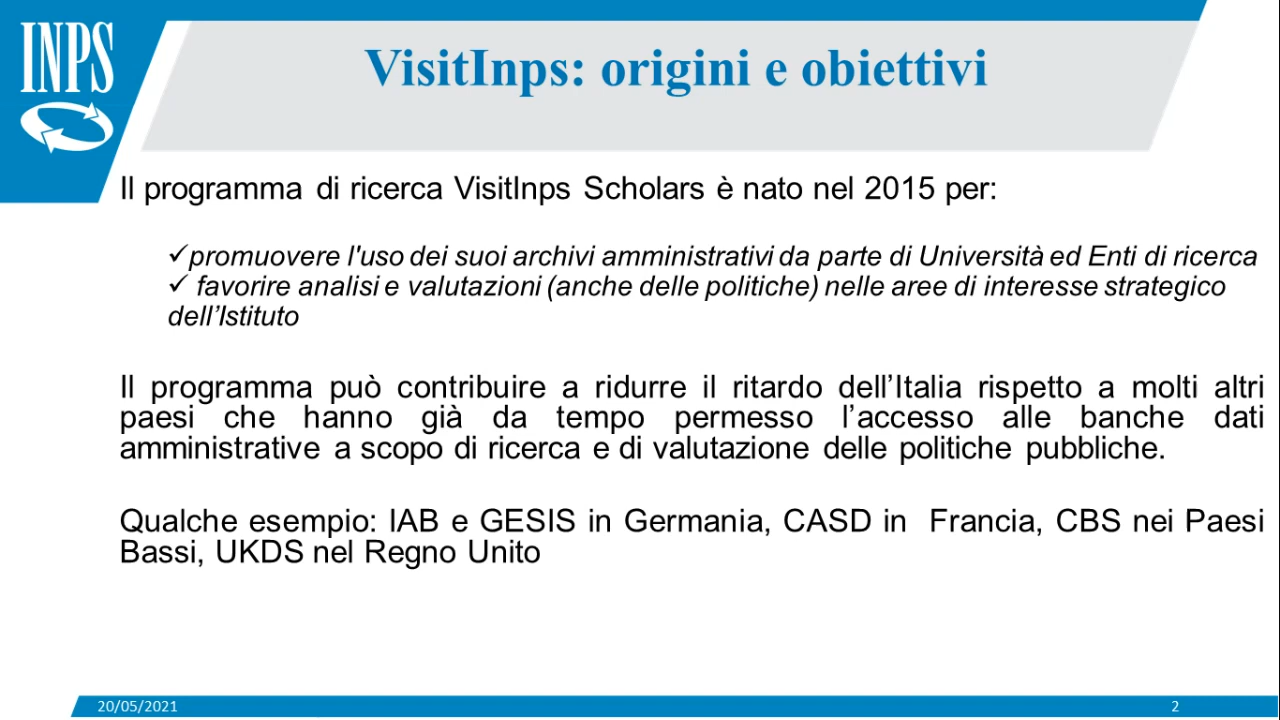 INPS
VisitInps: origini e obiettivi
Il programma di ricerca VisitInps Scholars è nato nel 2015 per:
✓promuovere l'uso dei suoi archivi amministrativi da parte di Università ed Enti di ricerca
✓ favorire analisi e valutazioni (anche delle politiche) nelle aree di interesse strategico
dell’Istituto
Il programma può contribuire a ridurre il ritardo dell’Italia rispetto a molti altri
paesi che hanno già da tempo permesso l’accesso alle banche dati
amministrative a scopo di ricerca e di valutazione delle politiche pubbliche.
Qualche esempio: IAB e GESIS in Germania, CASD in Francia, CBS nei Paesi
Bassi, UKDS nel Regno Unito
20/05/2021
2